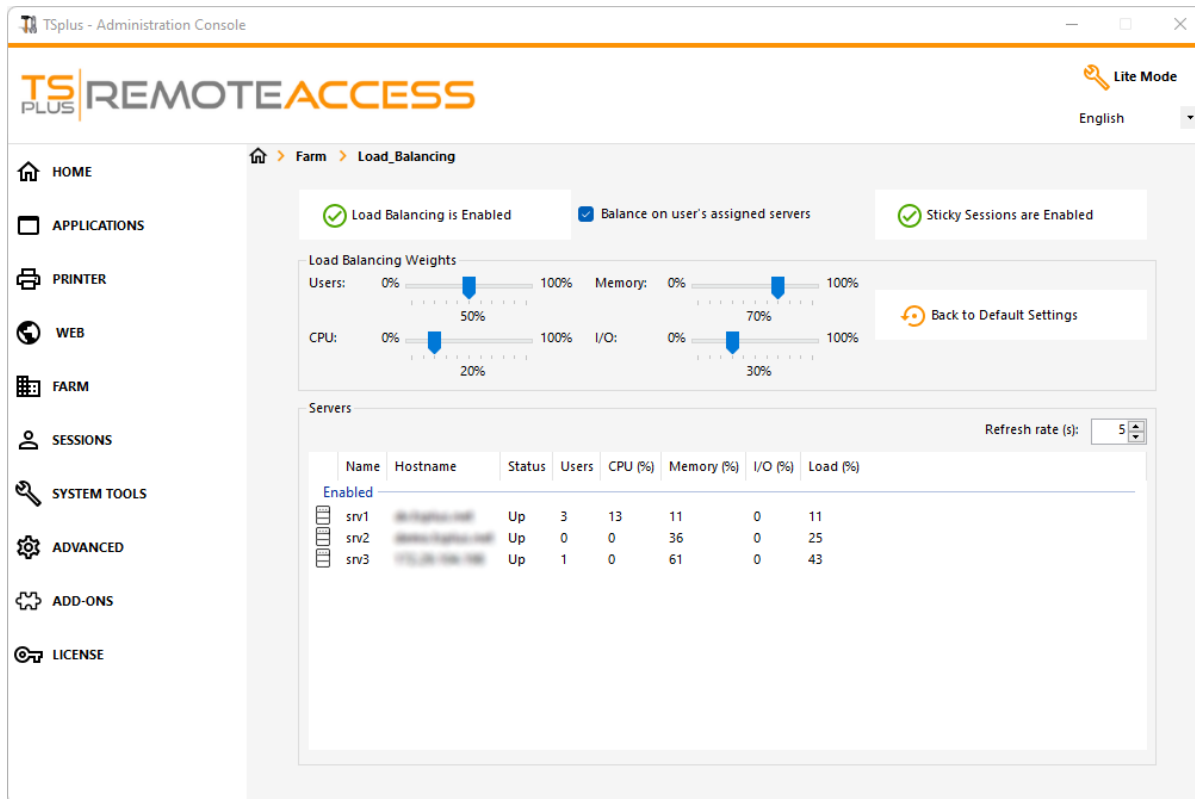 TSplus - Administration Console
TS PLUS REMOTEACCESS
Lite Mode
English
HOME
APPLICATIONS
PRINTER
WEB
FARM
SESSIONS
SYSTEM TOOLS
ADVANCED
ADD-ONS
LICENSE
Farm > Load_Balancing
Load Balancing is Enabled
Balance on user's assigned servers
Sticky Sessions are Enabled
Load Balancing Weights
Users: 0% 100% Memory: 0% 100%
50% 70%
Back to Default Settings
CPU: 0% 100% I/O: 0% 100%
20% 30%
Servers
Refresh rate (s): 5
Name Hostname Status Users CPU (%) Memory (%) I/O (%) Load (%)
Enabled
srv1 Up 3 13 11 0 11
srv2 Up 0 0 36 0 25
srv3 Up 1 0 61 0 43